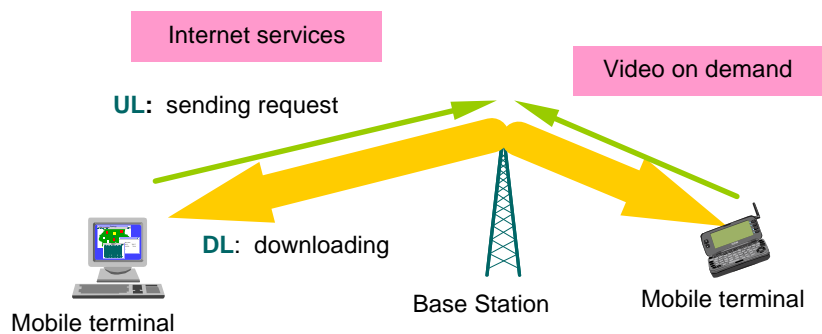 Internet services
Video on demand
UL: sending request
DL: downloading
Base Station
Mobile terminal
Mobile terminal